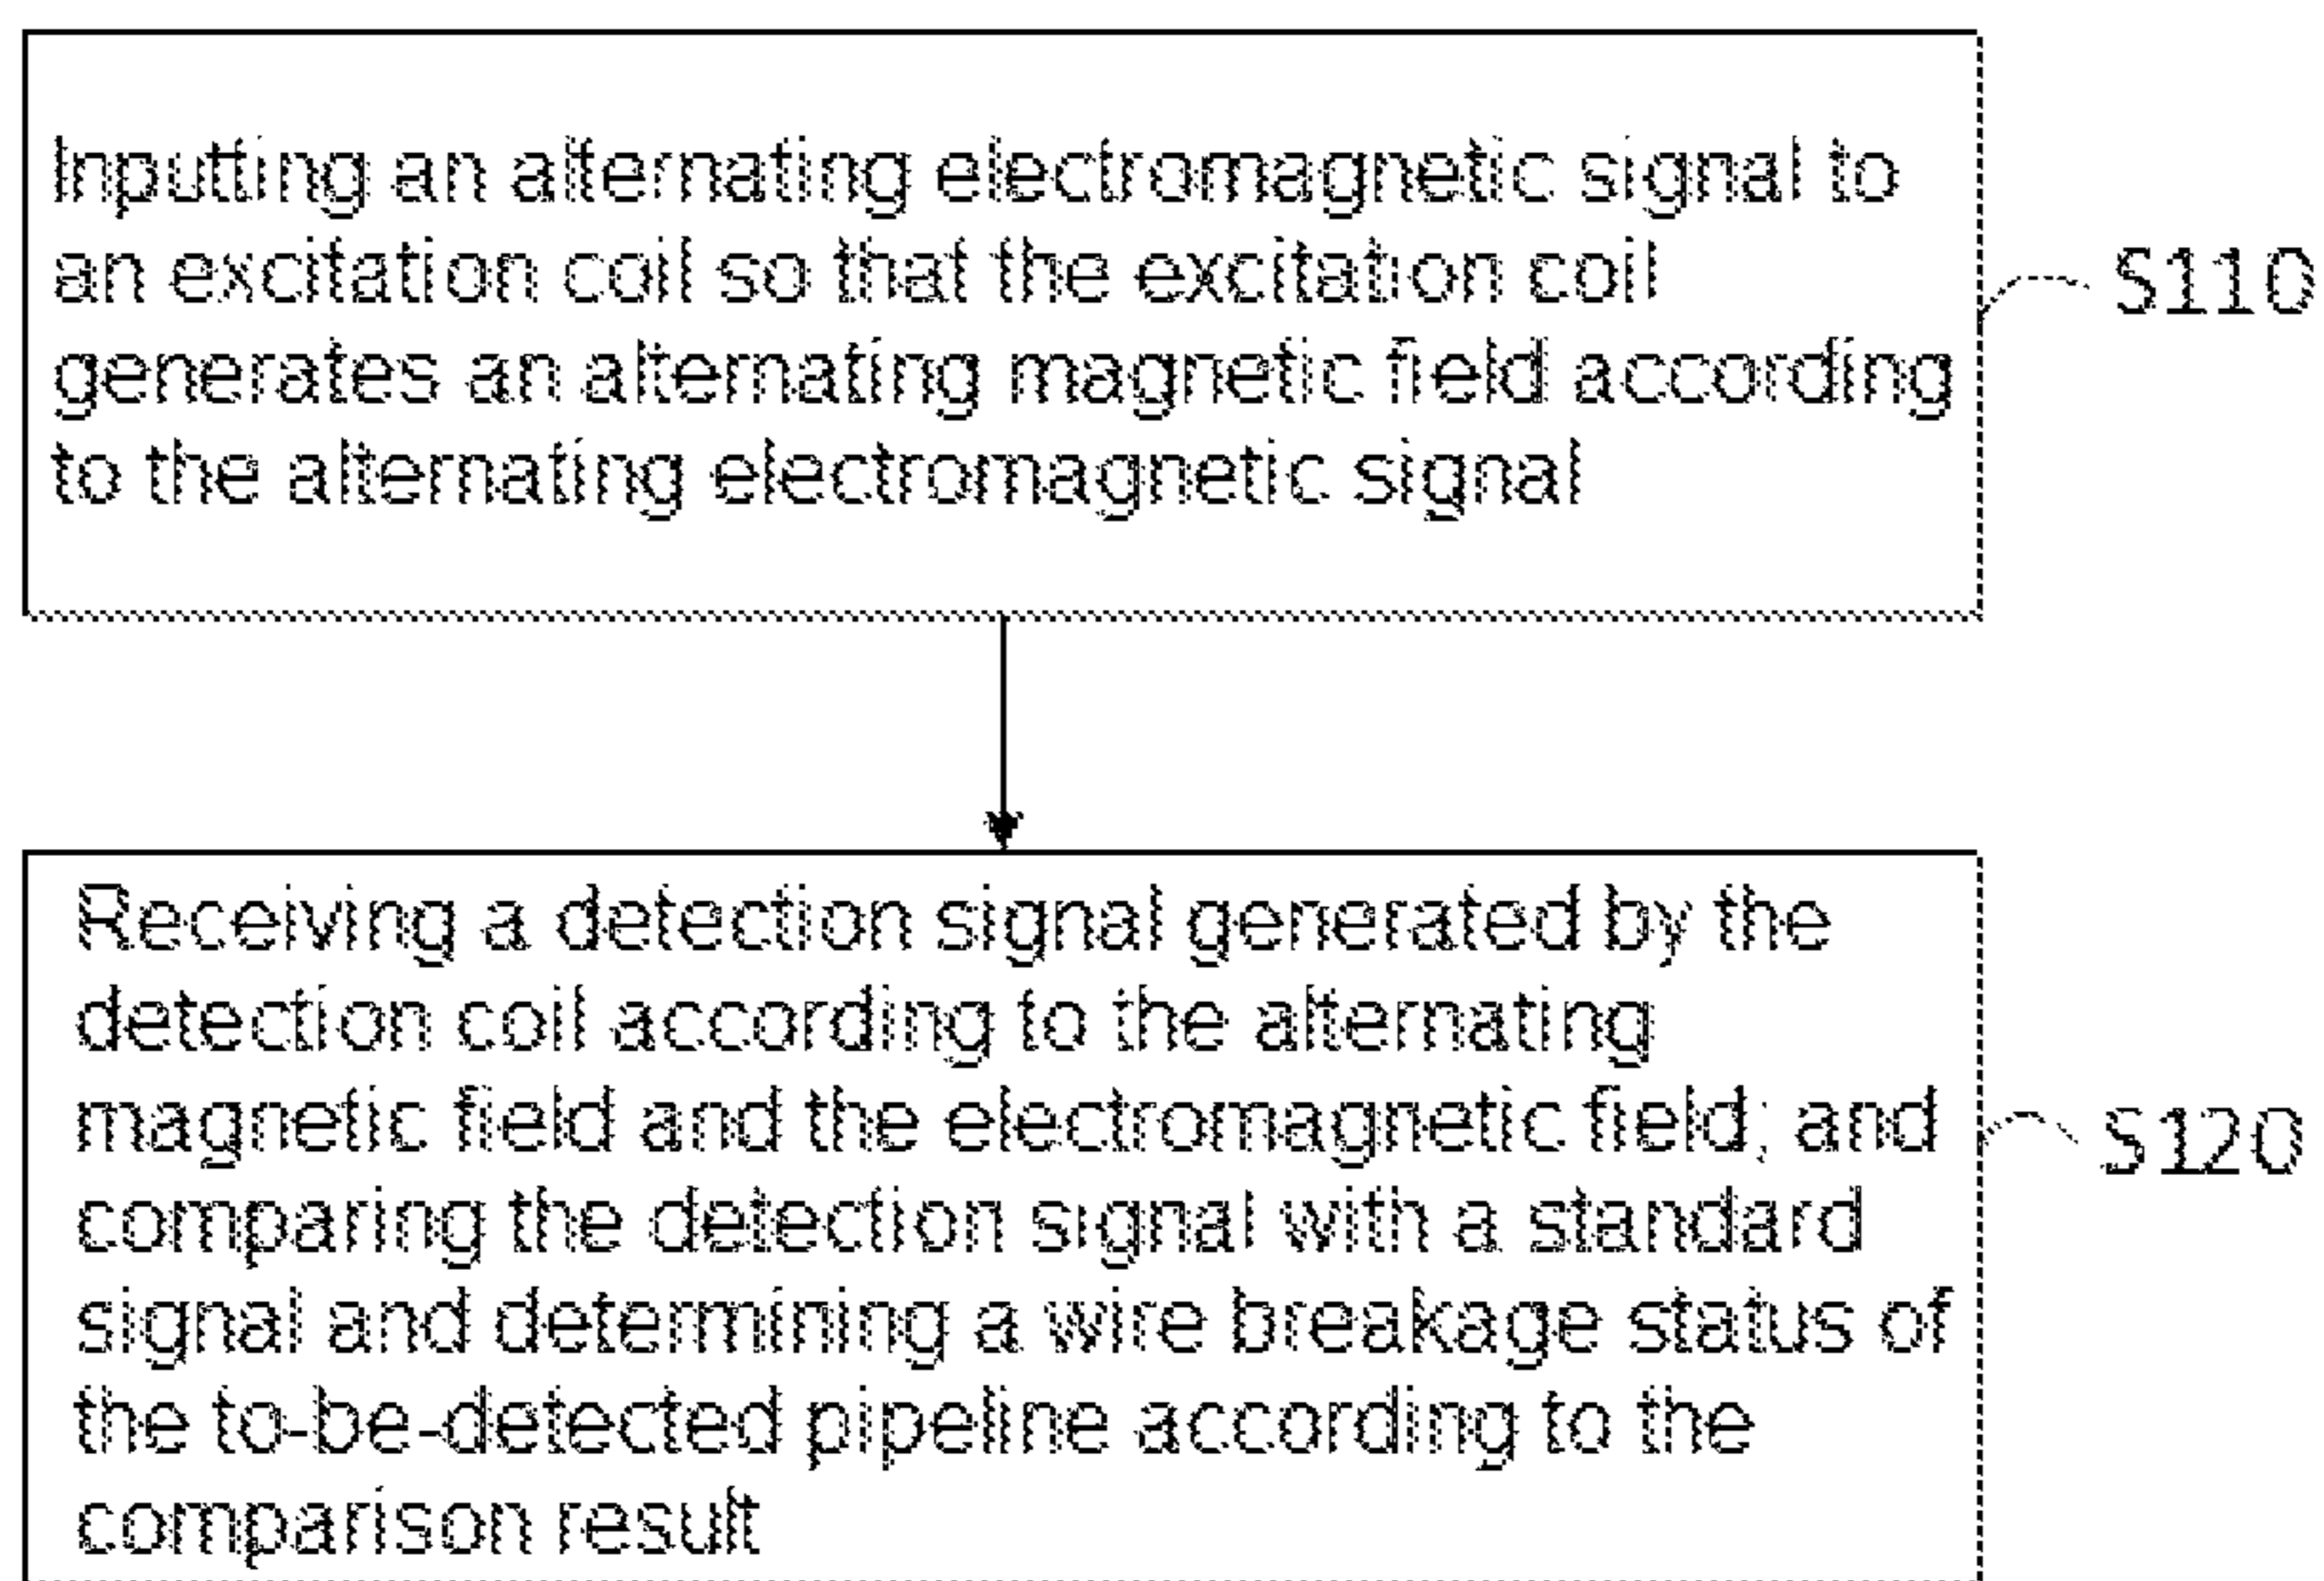 Inputting an alternating electromagnetic signal to
an excitation coil so that the excitation coil
generates an alternating magnetic field according
to the alternating electromagnetic signal
S110
Receiving a detection signal generated by the
detection coil according to the alternating
magnetic field and the electromagnetic field; and
comparing the detection signal with a standard
signal and determining a wire breakage status of
the to-be-detected pipeline according to the
comparison result
S120